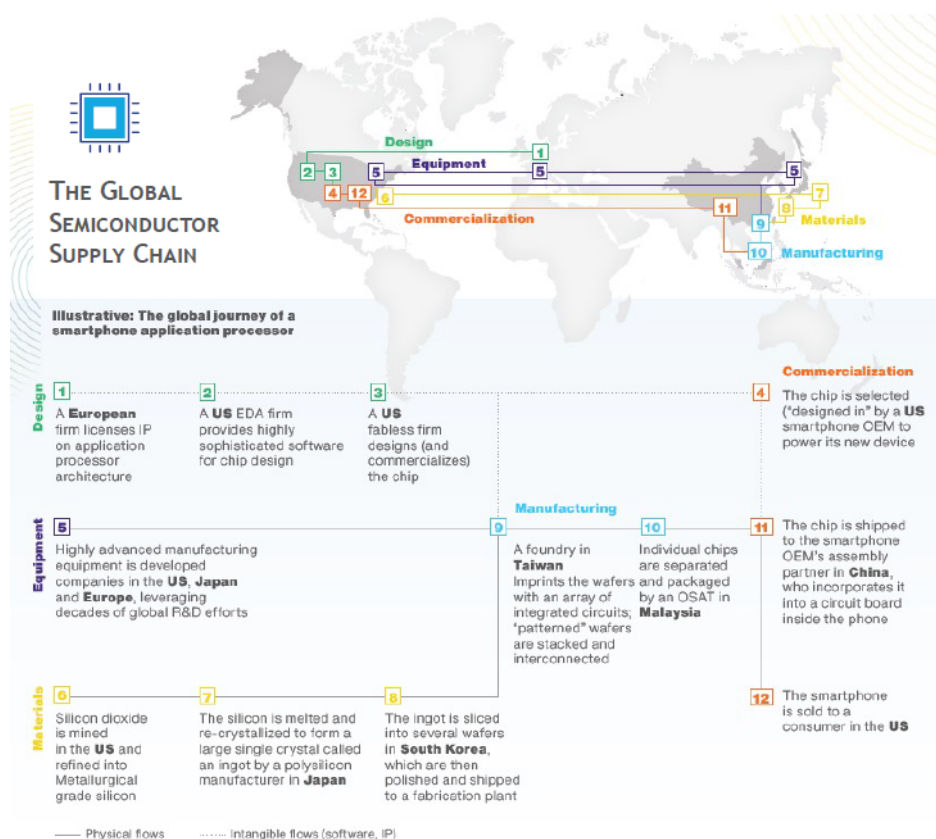 THE GLOBAL
SEMICONDUCTOR
SUPPLY CHAIN
Design
1
2
3
Equipment
5
5
5
4
12
6
7
8
Commercialization
11
9
Materials
10
Manufacturing
Illustrative: The global journey of a
smartphone application processor
Design
1
A European
firm licenses IP
on application
processor
architecture
2
A US EDA firm
provides highly
sophisticated software
for chip design
3
A US
fabless firm
designs (and
commercializes)
the chip
Commercialization
4
The chip is selected
("designed in" by a US
smartphone OEM to
power its new device
Equipment
5
Highly advanced manufacturing
equipment is developed
companies in the US, Japan
and Europe, leveraging
decades of global R&D efforts
Manufacturing
9
A foundry in
Taiwan
Imprints the wafers
with an array of
integrated circuits;
"patterned" wafers
are stacked and
interconnected
10
Individual chips
are separated
and packaged
by an OSAT in
Malaysia
11
The chip is shipped
to the smartphone
OEM's assembly
partner in China,
who incorporates it
into a circuit board
inside the phone
Materials
6
Silicon dioxide
is mined
in the US and
refined into
Metallurgical
grade silicon
7
The silicon is melted and
re-crystallized to form a
large single crystal called
an ingot by a polysilicon
manufacturer in Japan
8
The ingot is sliced
into several wafers
in South Korea,
which are then
polished and shipped
to a fabrication plant
12
The smartphone
is sold to a
consumer in the US
Physical flows
Intangible flows (software, IP)